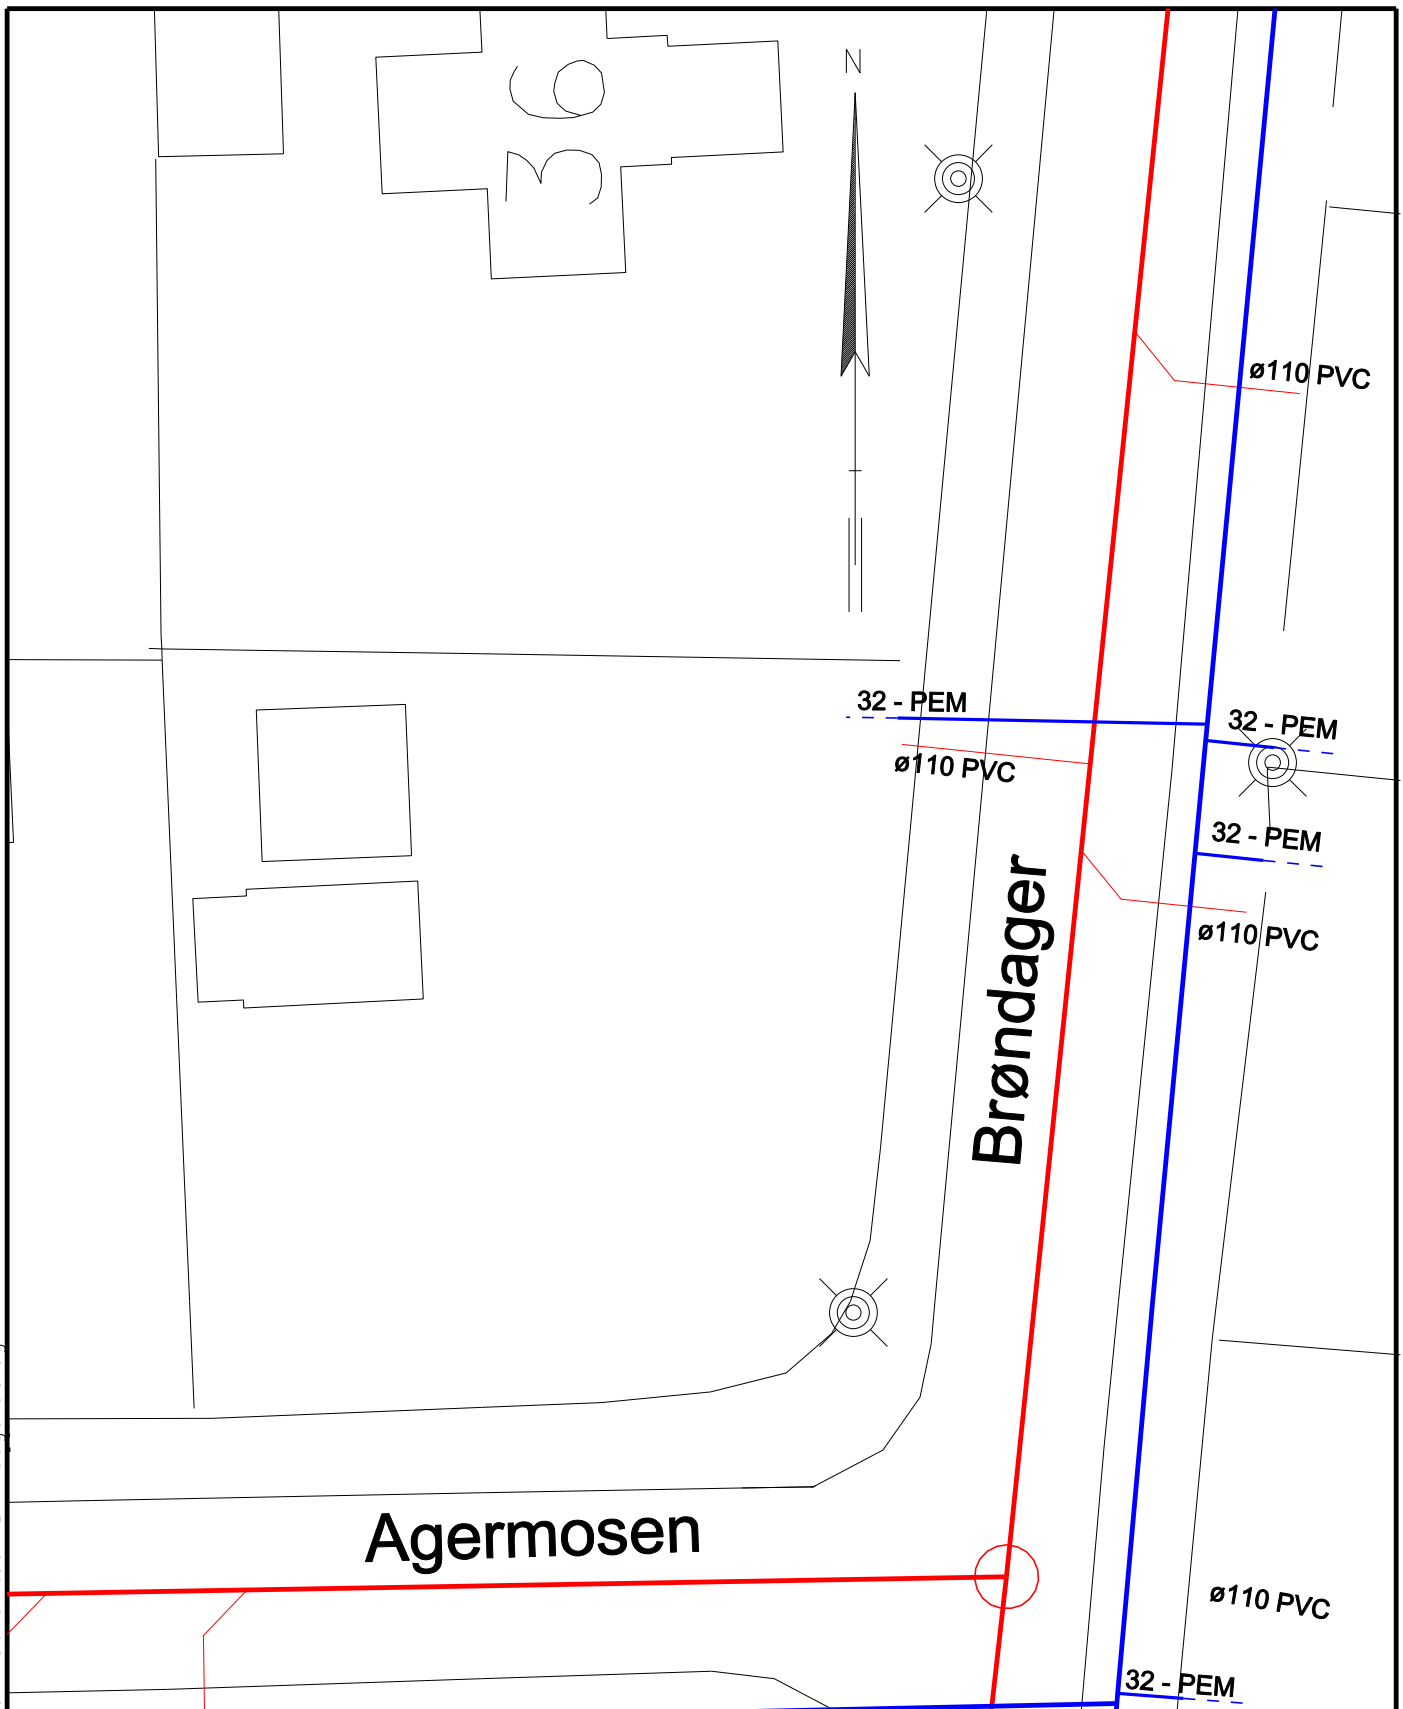 36
N
ø110 PVC
32 - PEM
32 - PEM
ø110 PVC
32 - PEM
ø110 PVC
Brøndager
Agermosen
ø110 PVC
32 - PEM